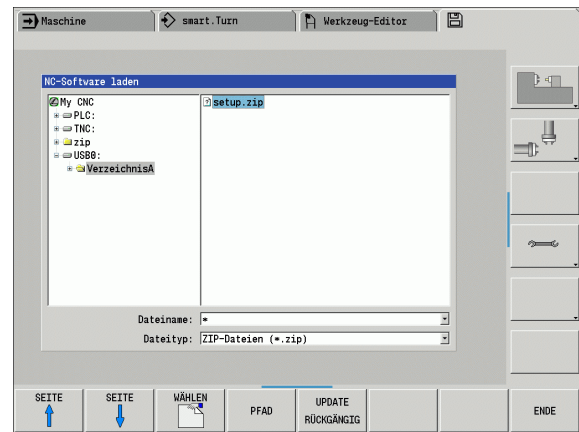 Maschine
smart.Turn
Werkzeug-Editor
NC-Software laden
My CNC
PLC:
TNC:
zip
USB0:
VerzeichnisA
setup.zip
Dateiname: *
Dateityp: ZIP-Dateien (*.zip)
SEITE
SEITE
WÄHLEN
PFAD
UPDATE
RÜCKGÄNGIG
ENDE